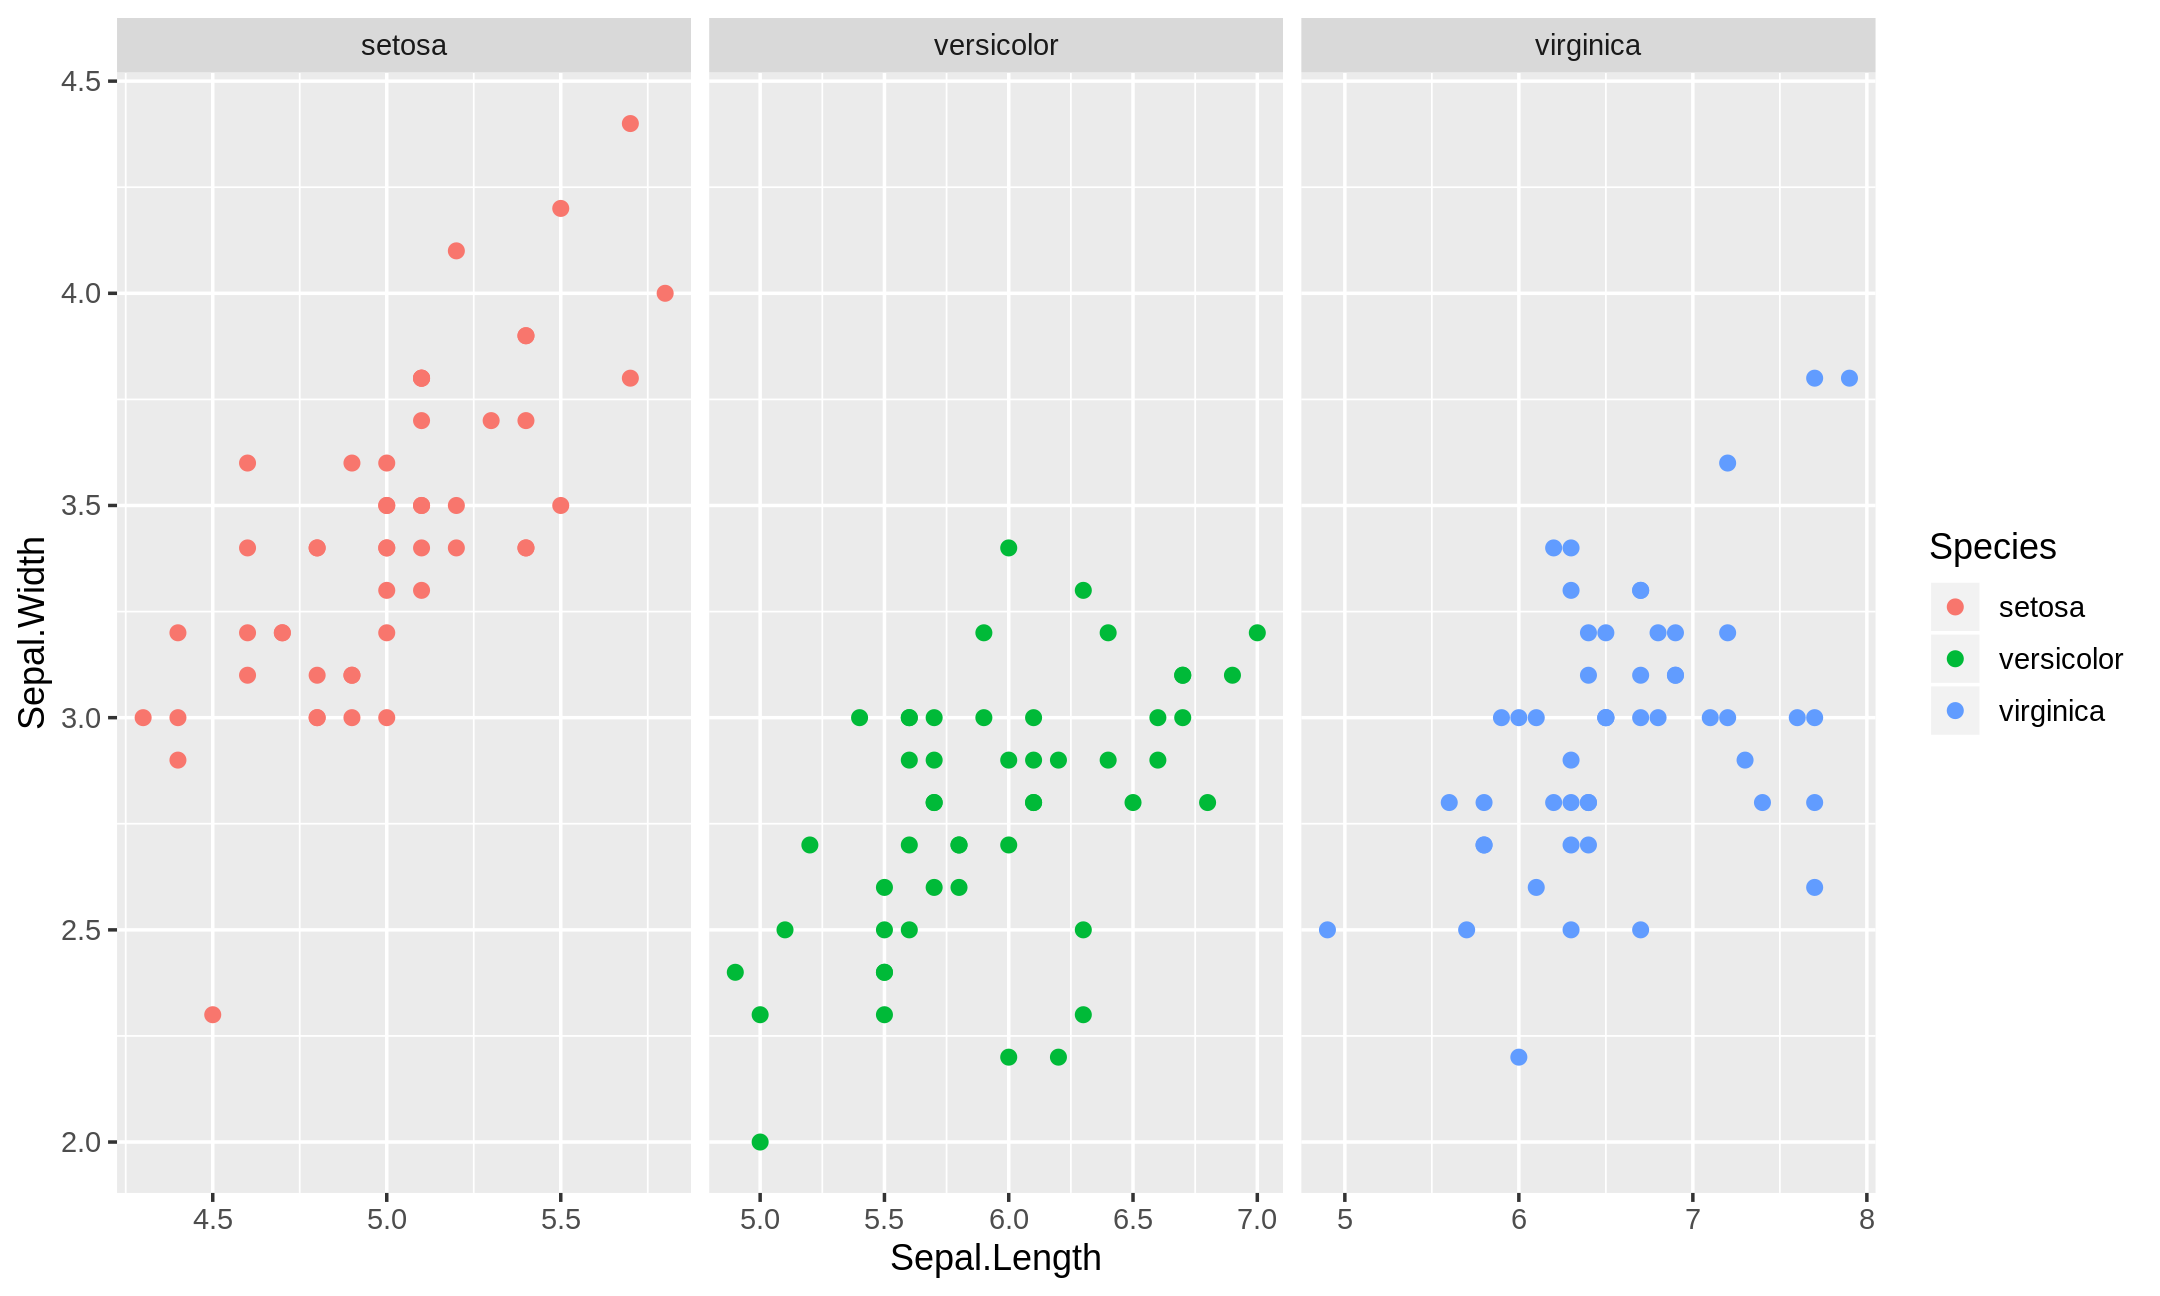 setosa versicolor virginica
4.5
4.0
3.5
3.0
2.5
2.0
Sepal.Width
4.5 5.0 5.5 5.0 5.5 6.0 6.5 7.0 5 6 7 8
Sepal.Length
Species
setosa
versicolor
virginica